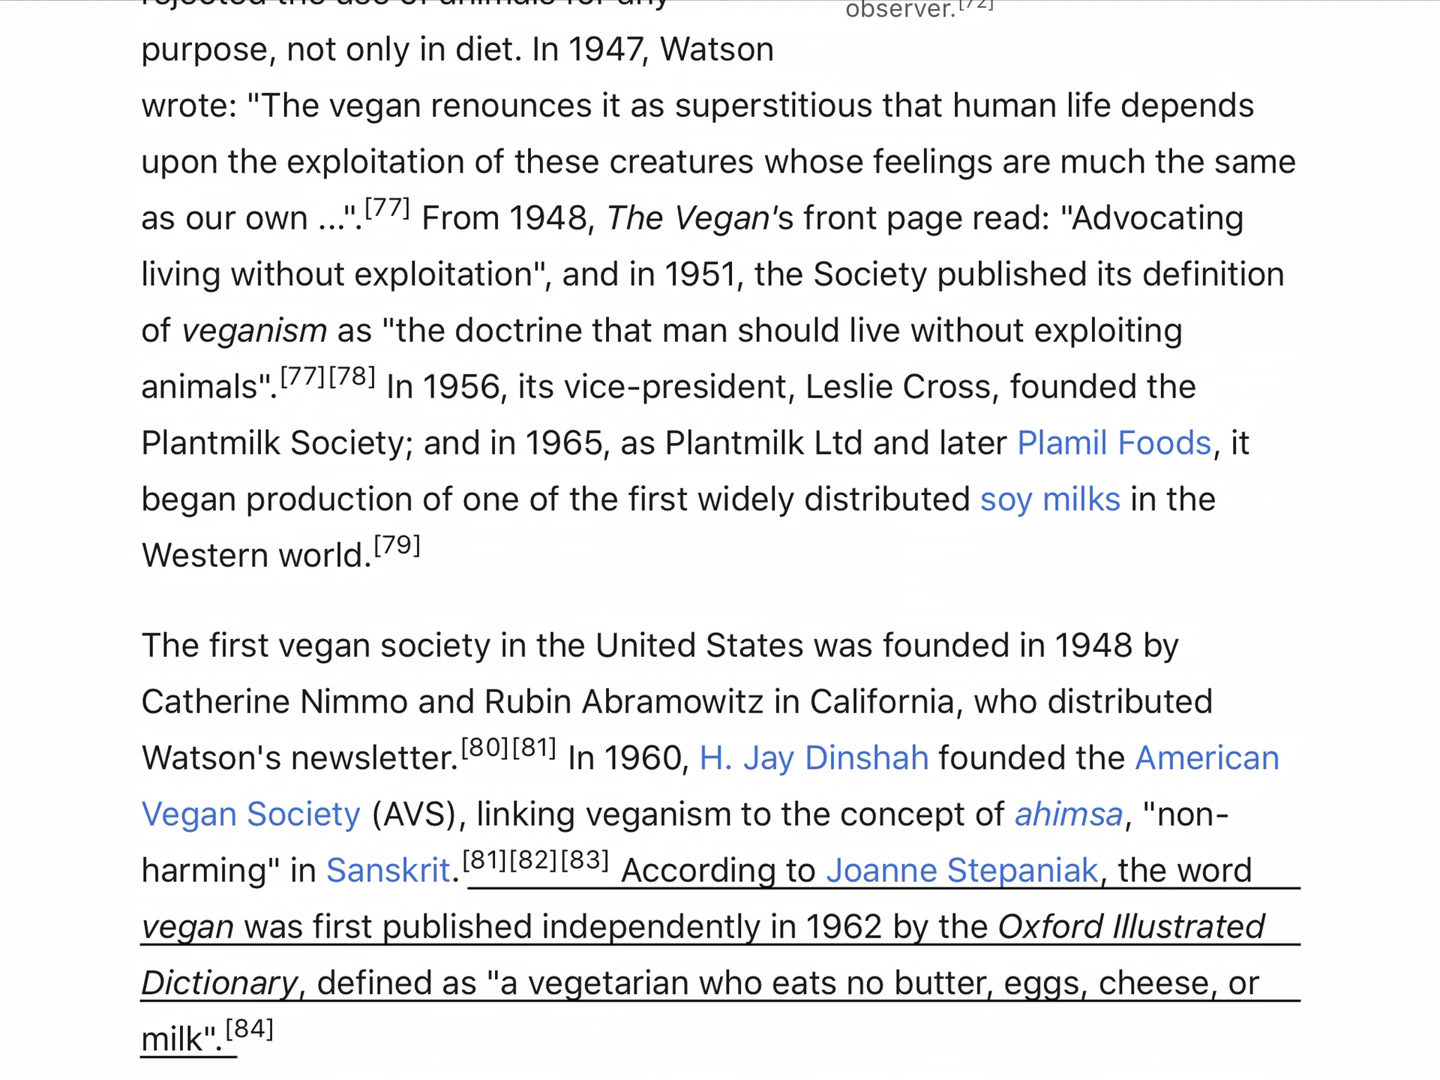 rejected the use of animals for any
observer.[72]
purpose, not only in diet. In 1947, Watson
wrote: "The vegan renounces it as superstitious that human life depends
upon the exploitation of these creatures whose feelings are much the same
as our own ...".[77] From 1948, The Vegan's front page read: "Advocating
living without exploitation", and in 1951, the Society published its definition
of veganism as "the doctrine that man should live without exploiting
animals".[77][78] In 1956, its vice-president, Leslie Cross, founded the
Plantmilk Society; and in 1965, as Plantmilk Ltd and later Plamil Foods, it
began production of one of the first widely distributed soy milks in the
Western world.[79]
The first vegan society in the United States was founded in 1948 by
Catherine Nimmo and Rubin Abramowitz in California, who distributed
Watson's newsletter.[80][81] In 1960, H. Jay Dinshah founded the American
Vegan Society (AVS), linking veganism to the concept of ahimsa, "non-
harming" in Sanskrit.[81][82][83] According to Joanne Stepaniak, the word
vegan was first published independently in 1962 by the Oxford Illustrated
Dictionary, defined as "a vegetarian who eats no butter, eggs, cheese, or
milk".[84]